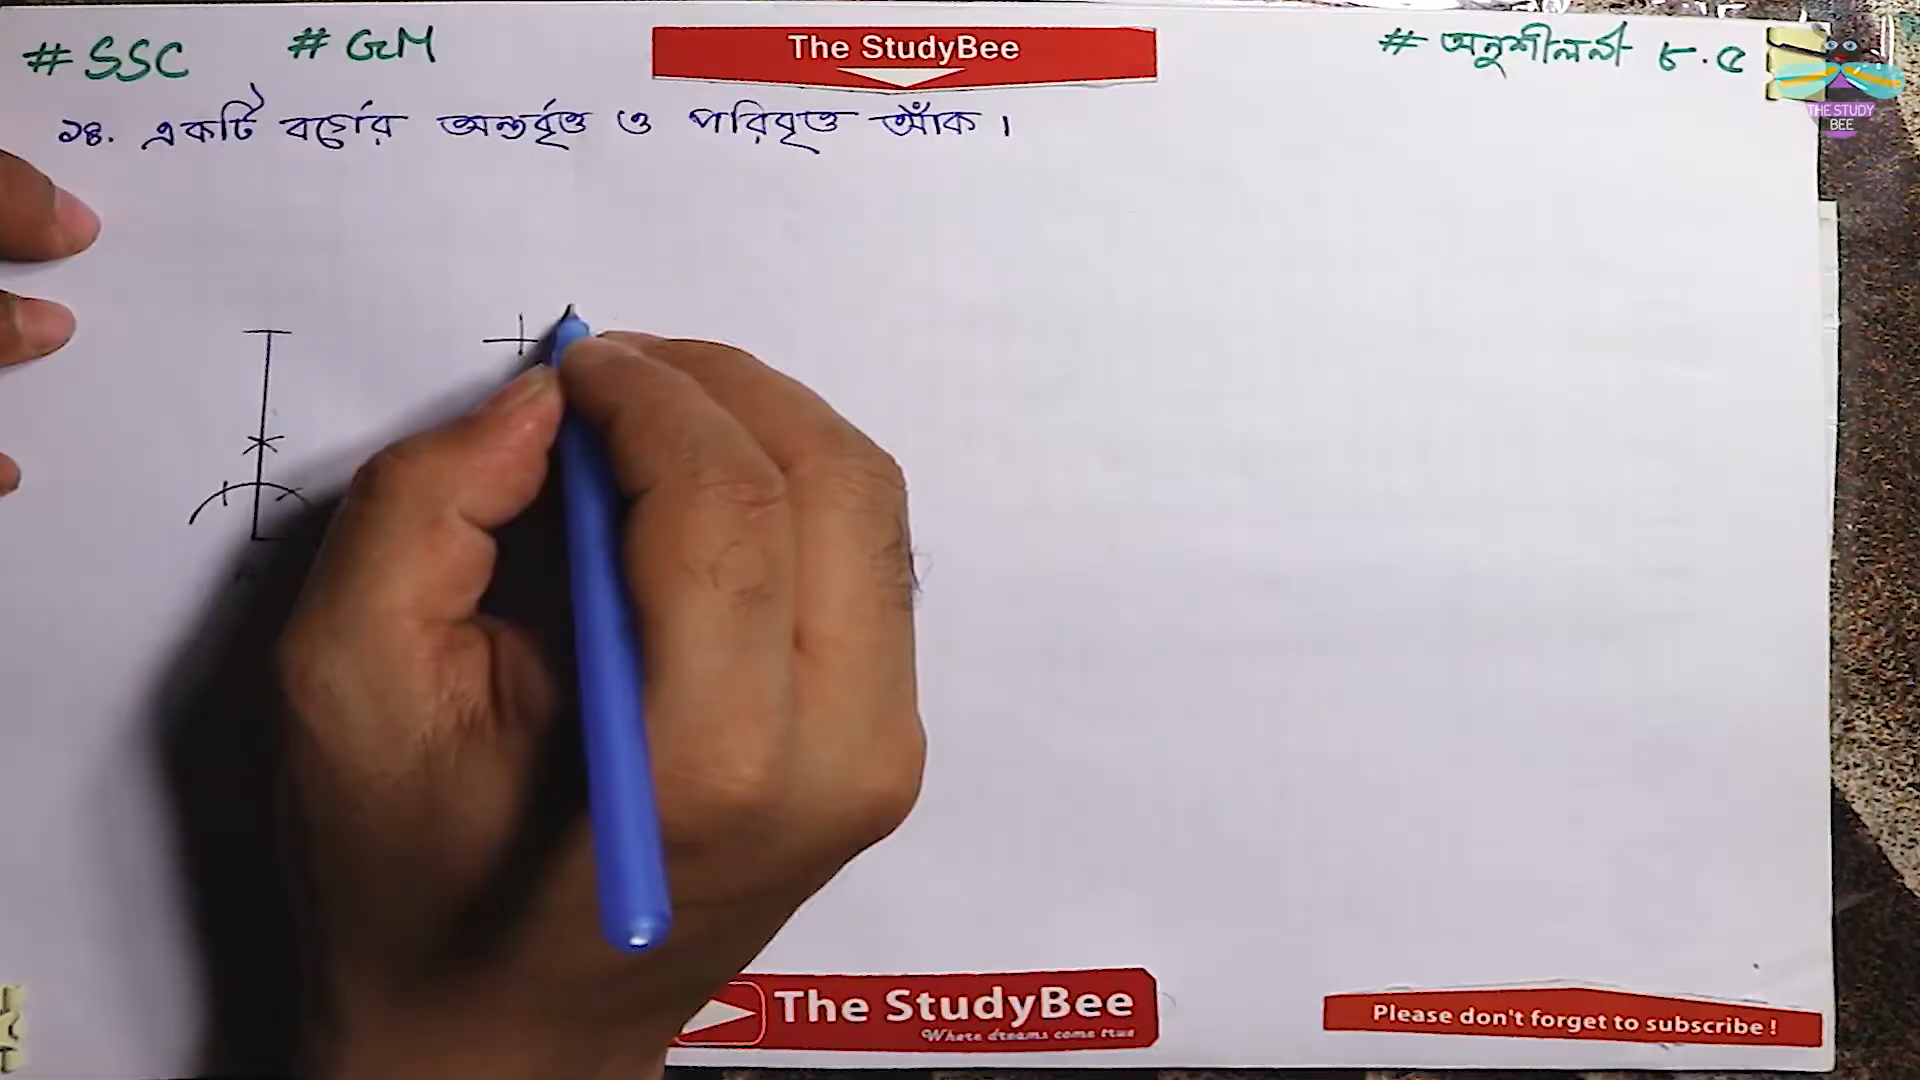 # SSC # GM The StudyBee # অনুশীলনী ৮.৫
THE STUDY
BEE
১৪. একটি বর্গের অন্তর্বৃত্ত ও পরিবৃত্ত আঁক।
The StudyBee
Where dreams come true
Please don't forget to subscribe !